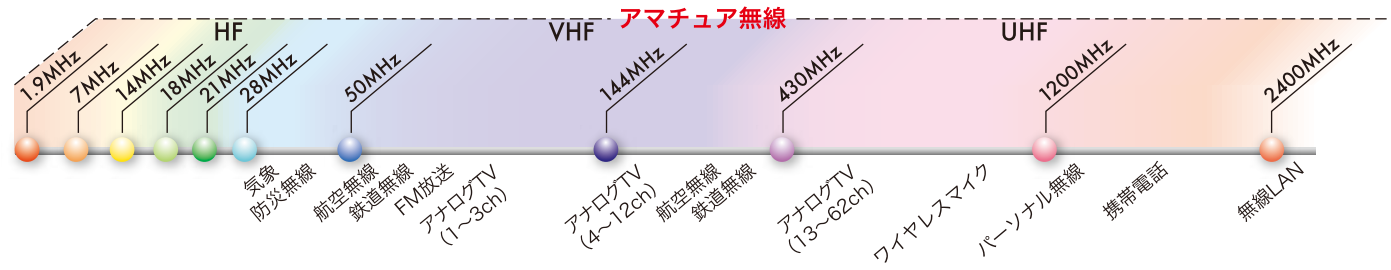 アマチュア無線
HF
VHF
UHF
1.9MHz
7MHz
14MHz
18MHz
21MHz
28MHz
50MHz
144MHz
430MHz
1200MHz
2400MHz
気象
防災無線
航空無線
鉄道無線
FM放送
アナログTV
(1～3ch)
アナログTV
(4～12ch)
航空無線
鉄道無線
アナログTV
(13～62ch)
ワイヤレスマイク
パーソナル無線
携帯電話
無線LAN